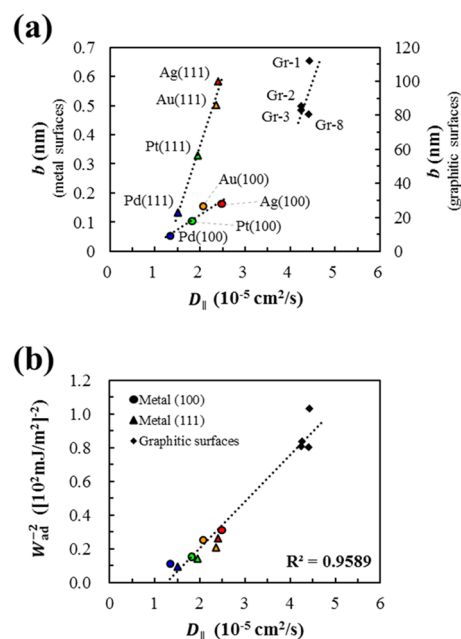 (a)
0.7
0.6
0.5
0.4
0.3
0.2
0.1
0
b (nm)
(metal surfaces)
Ag(111)
Au(111)
Pt(111)
Pd(111)
Au(100)
Ag(100)
Pt(100)
Pd(100)
Gr-1
Gr-2
Gr-3
Gr-8
120
100
80
60
40
20
0
b (nm)
(graphitic surfaces)
0 1 2 3 4 5 6
D∥ (10⁻⁵ cm²/s)
(b)
1.2
1.0
0.8
0.6
0.4
0.2
0.0
W_ad⁻² ([10²mJ/m²]⁻²)
Metal (100)
Metal (111)
Graphitic surfaces
R² = 0.9589
0 1 2 3 4 5 6
D∥ (10⁻⁵ cm²/s)